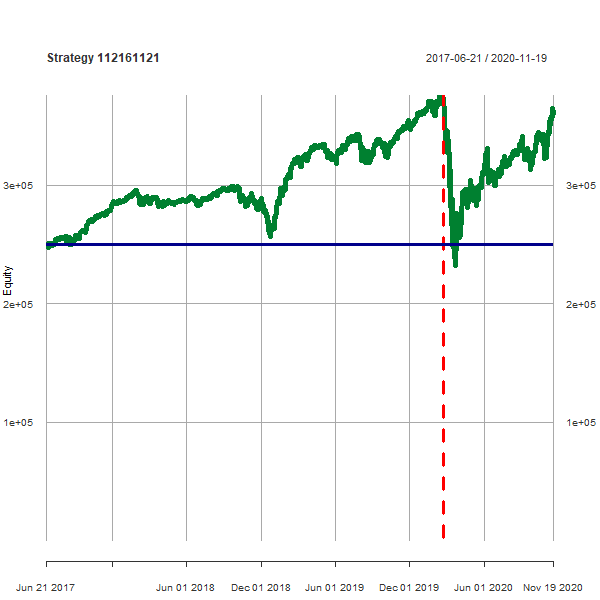 Strategy 112161121
2017-06-21 / 2020-11-19
3e+05
3e+05
Equity
2e+05
2e+05
1e+05
1e+05
Jun 21 2017
Jun 01 2018
Dec 01 2018
Jun 01 2019
Dec 01 2019
Jun 01 2020
Nov 19 2020